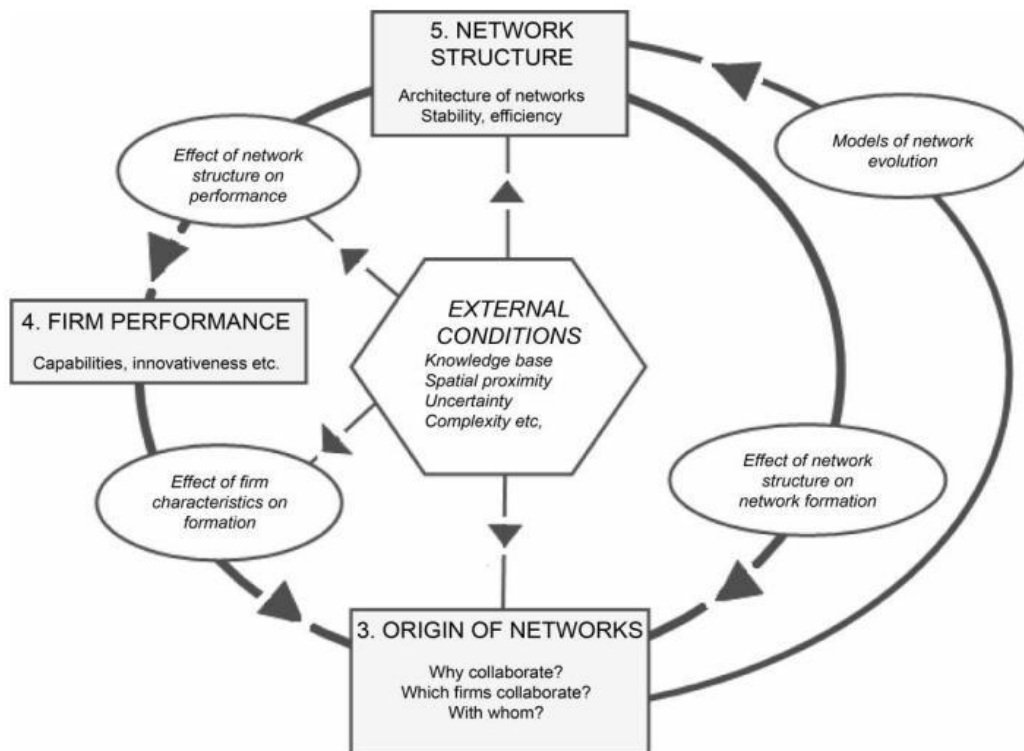 5. NETWORK
STRUCTURE
Architecture of networks
Stability, efficiency
Models of network
evolution
Effect of network
structure on
performance
EXTERNAL
CONDITIONS
Knowledge base
Spatial proximity
Uncertainty
Complexity etc,
4. FIRM PERFORMANCE
Capabilities, innovativeness etc.
Effect of firm
characteristics on
formation
Effect of network
structure on
network formation
3. ORIGIN OF NETWORKS
Why collaborate?
Which firms collaborate?
With whom?